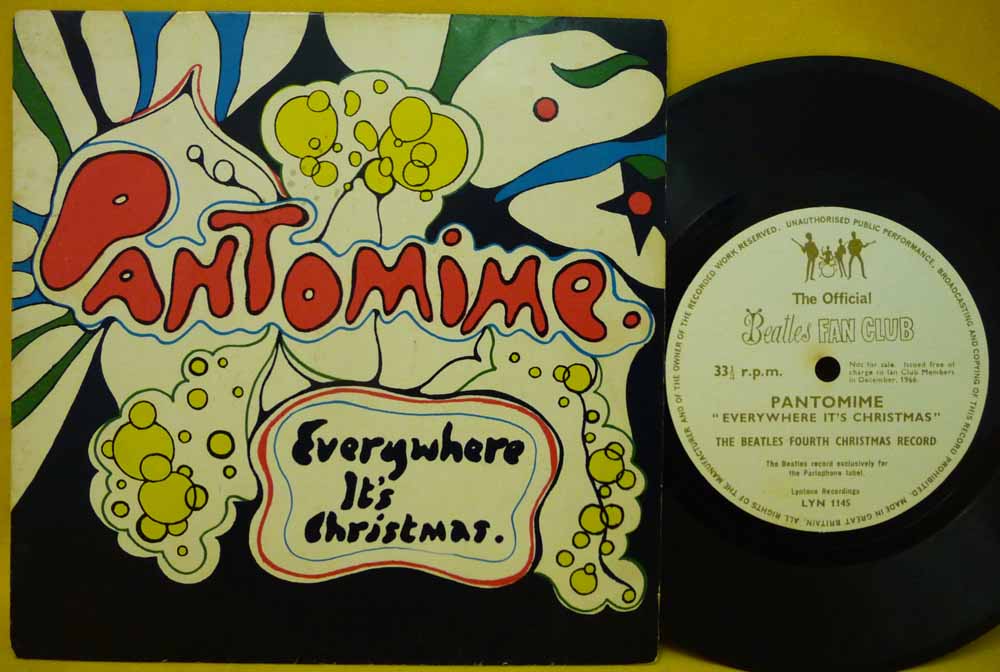 PANTOMIME.
Everywhere
It's
Christmas.
MANUFACTURER AND OF THE OWNER OF THE RECORDED WORK RESERVED. UNAUTHORISED PUBLIC PERFORMANCE, BROADCASTING AND COPYING OF THIS RECORD PROHIBITED. MADE IN GREAT BRITAIN. ALL RIGHTS OF THE
The Official
Beatles FAN CLUB
33⅓ r.p.m.
Not for sale. Issued free of
charge to fan Club Members
in December, 1966.
PANTOMIME
"EVERYWHERE IT'S CHRISTMAS"
THE BEATLES FOURTH CHRISTMAS RECORD
The Beatles record exclusively for
the Parlophone label.
Lyntone Recordings
LYN 1145